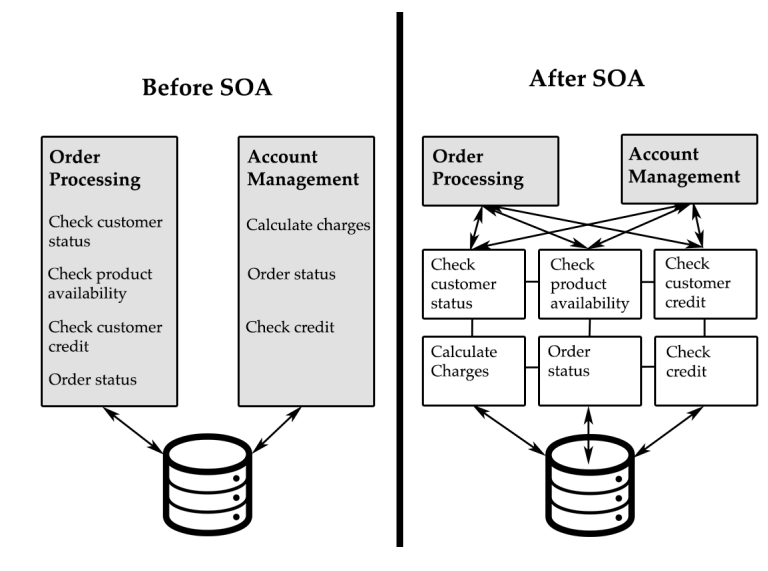 Before SOA
After SOA
Order
Processing
Check customer
status
Check product
availability
Check customer
credit
Order status
Account
Management
Calculate charges
Order status
Check credit
Order
Processing
Account
Management
Check
customer
status
Check
product
availability
Check
customer
credit
Calculate
Charges
Order
status
Check
credit